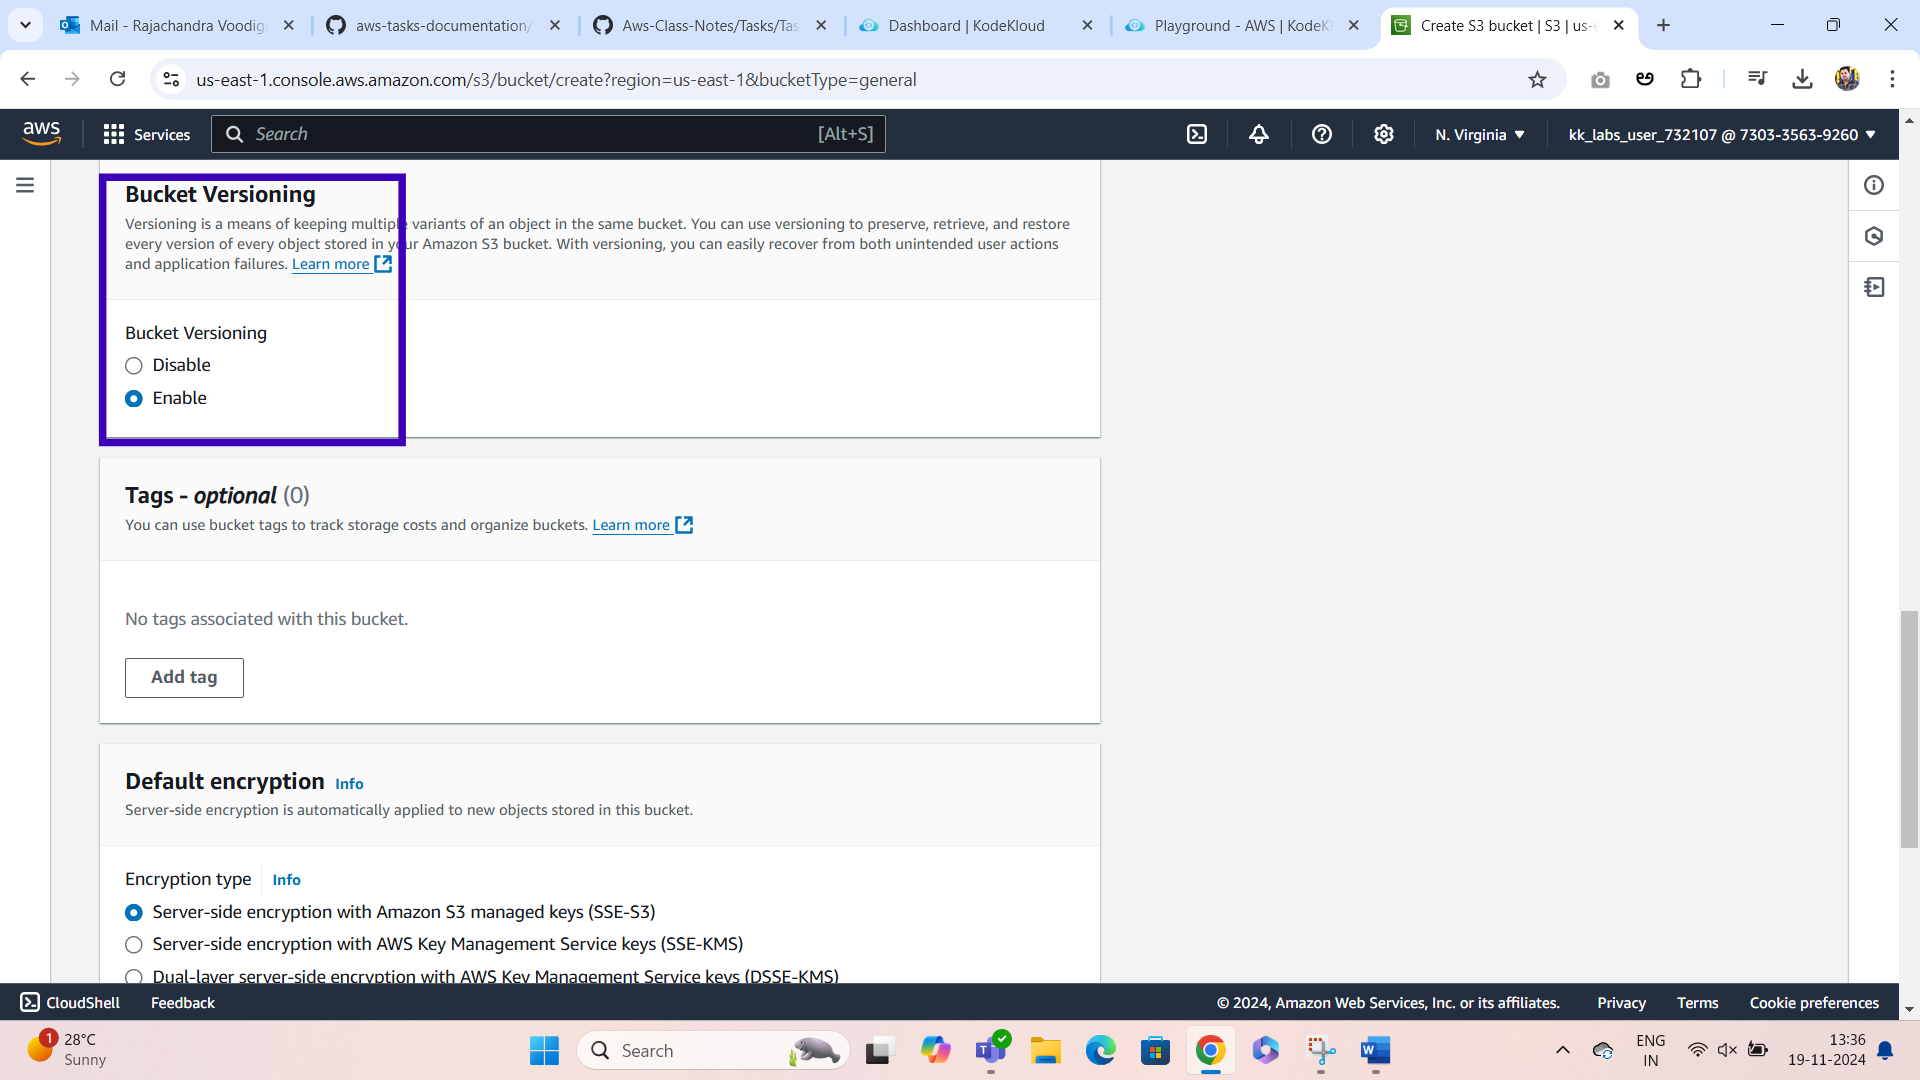 Mail - Rajachandra Voodig
aws-tasks-documentation/
Aws-Class-Notes/Tasks/Tas
Dashboard | KodeKloud
Playground - AWS | KodeKl
Create S3 bucket | S3 | us-e
us-east-1.console.aws.amazon.com/s3/bucket/create?region=us-east-1&bucketType=general
aws
Services
Search
[Alt+S]
N. Virginia
kk_labs_user_732107 @ 7303-3563-9260
Bucket Versioning
Versioning is a means of keeping multiple variants of an object in the same bucket. You can use versioning to preserve, retrieve, and restore
every version of every object stored in your Amazon S3 bucket. With versioning, you can easily recover from both unintended user actions
and application failures. Learn more
Bucket Versioning
Disable
Enable
Tags - optional (0)
You can use bucket tags to track storage costs and organize buckets. Learn more
No tags associated with this bucket.
Add tag
Default encryption Info
Server-side encryption is automatically applied to new objects stored in this bucket.
Encryption type Info
Server-side encryption with Amazon S3 managed keys (SSE-S3)
Server-side encryption with AWS Key Management Service keys (SSE-KMS)
Dual-layer server-side encryption with AWS Key Management Service keys (DSSE-KMS)
CloudShell
Feedback
© 2024, Amazon Web Services, Inc. or its affiliates.
Privacy
Terms
Cookie preferences
1
28°C
Sunny
Search
ENG
IN
13:36
19-11-2024